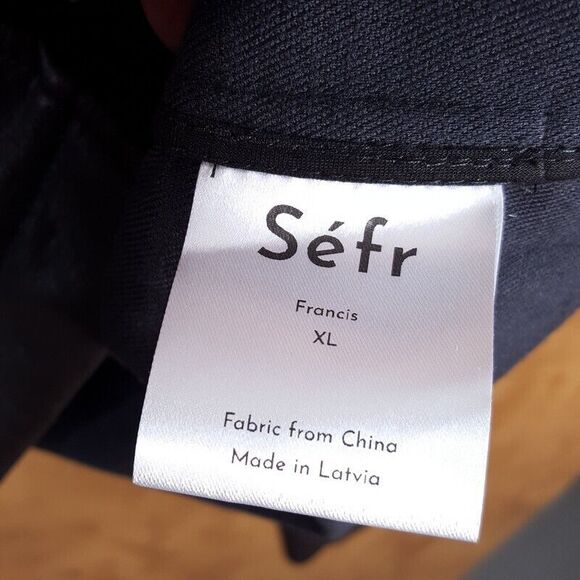 Séfr
Francis
XL
Fabric from China
Made in Latvia